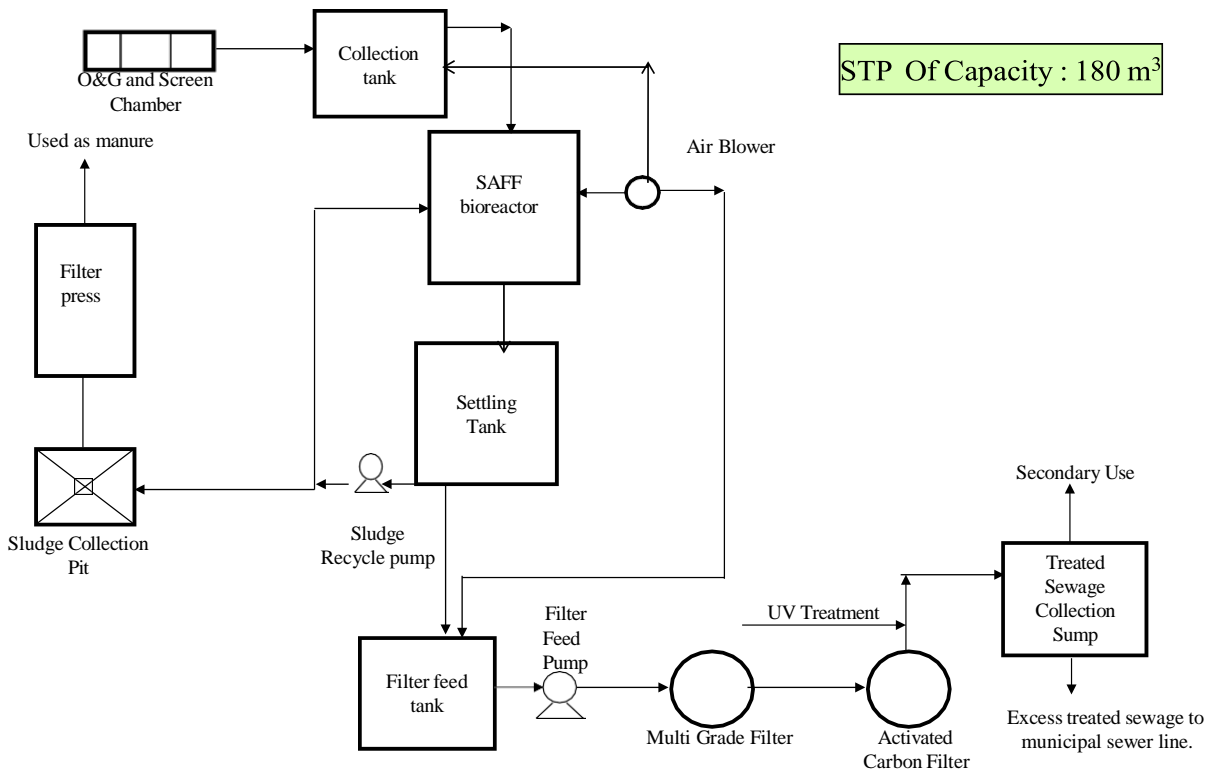 Collection
tank
STP Of Capacity : 180 m³
O&G and Screen
Chamber
Used as manure
Air Blower
SAFF
bioreactor
Filter
press
Settling
Tank
Secondary Use
Sludge Collection
Pit
Sludge
Recycle pump
Treated
Sewage
Collection
Sump
UV Treatment
Filter
Feed
Pump
Filter feed
tank
Multi Grade Filter
Activated
Carbon Filter
Excess treated sewage to
municipal sewer line.